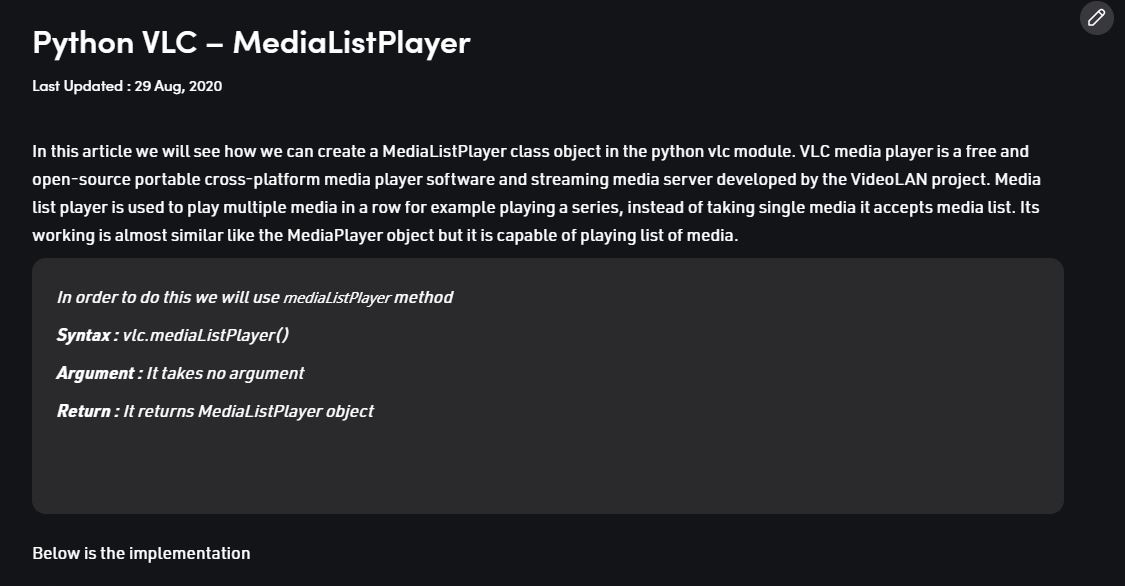 Python VLC – MediaListPlayer
Last Updated : 29 Aug, 2020
In this article we will see how we can create a MediaListPlayer class object in the python vlc module. VLC media player is a free and
open-source portable cross-platform media player software and streaming media server developed by the VideoLAN project. Media
list player is used to play multiple media in a row for example playing a series, instead of taking single media it accepts media list. Its
working is almost similar like the MediaPlayer object but it is capable of playing list of media.
In order to do this we will use mediaListPlayer method
Syntax : vlc.mediaListPlayer()
Argument : It takes no argument
Return : It returns MediaListPlayer object
Below is the implementation